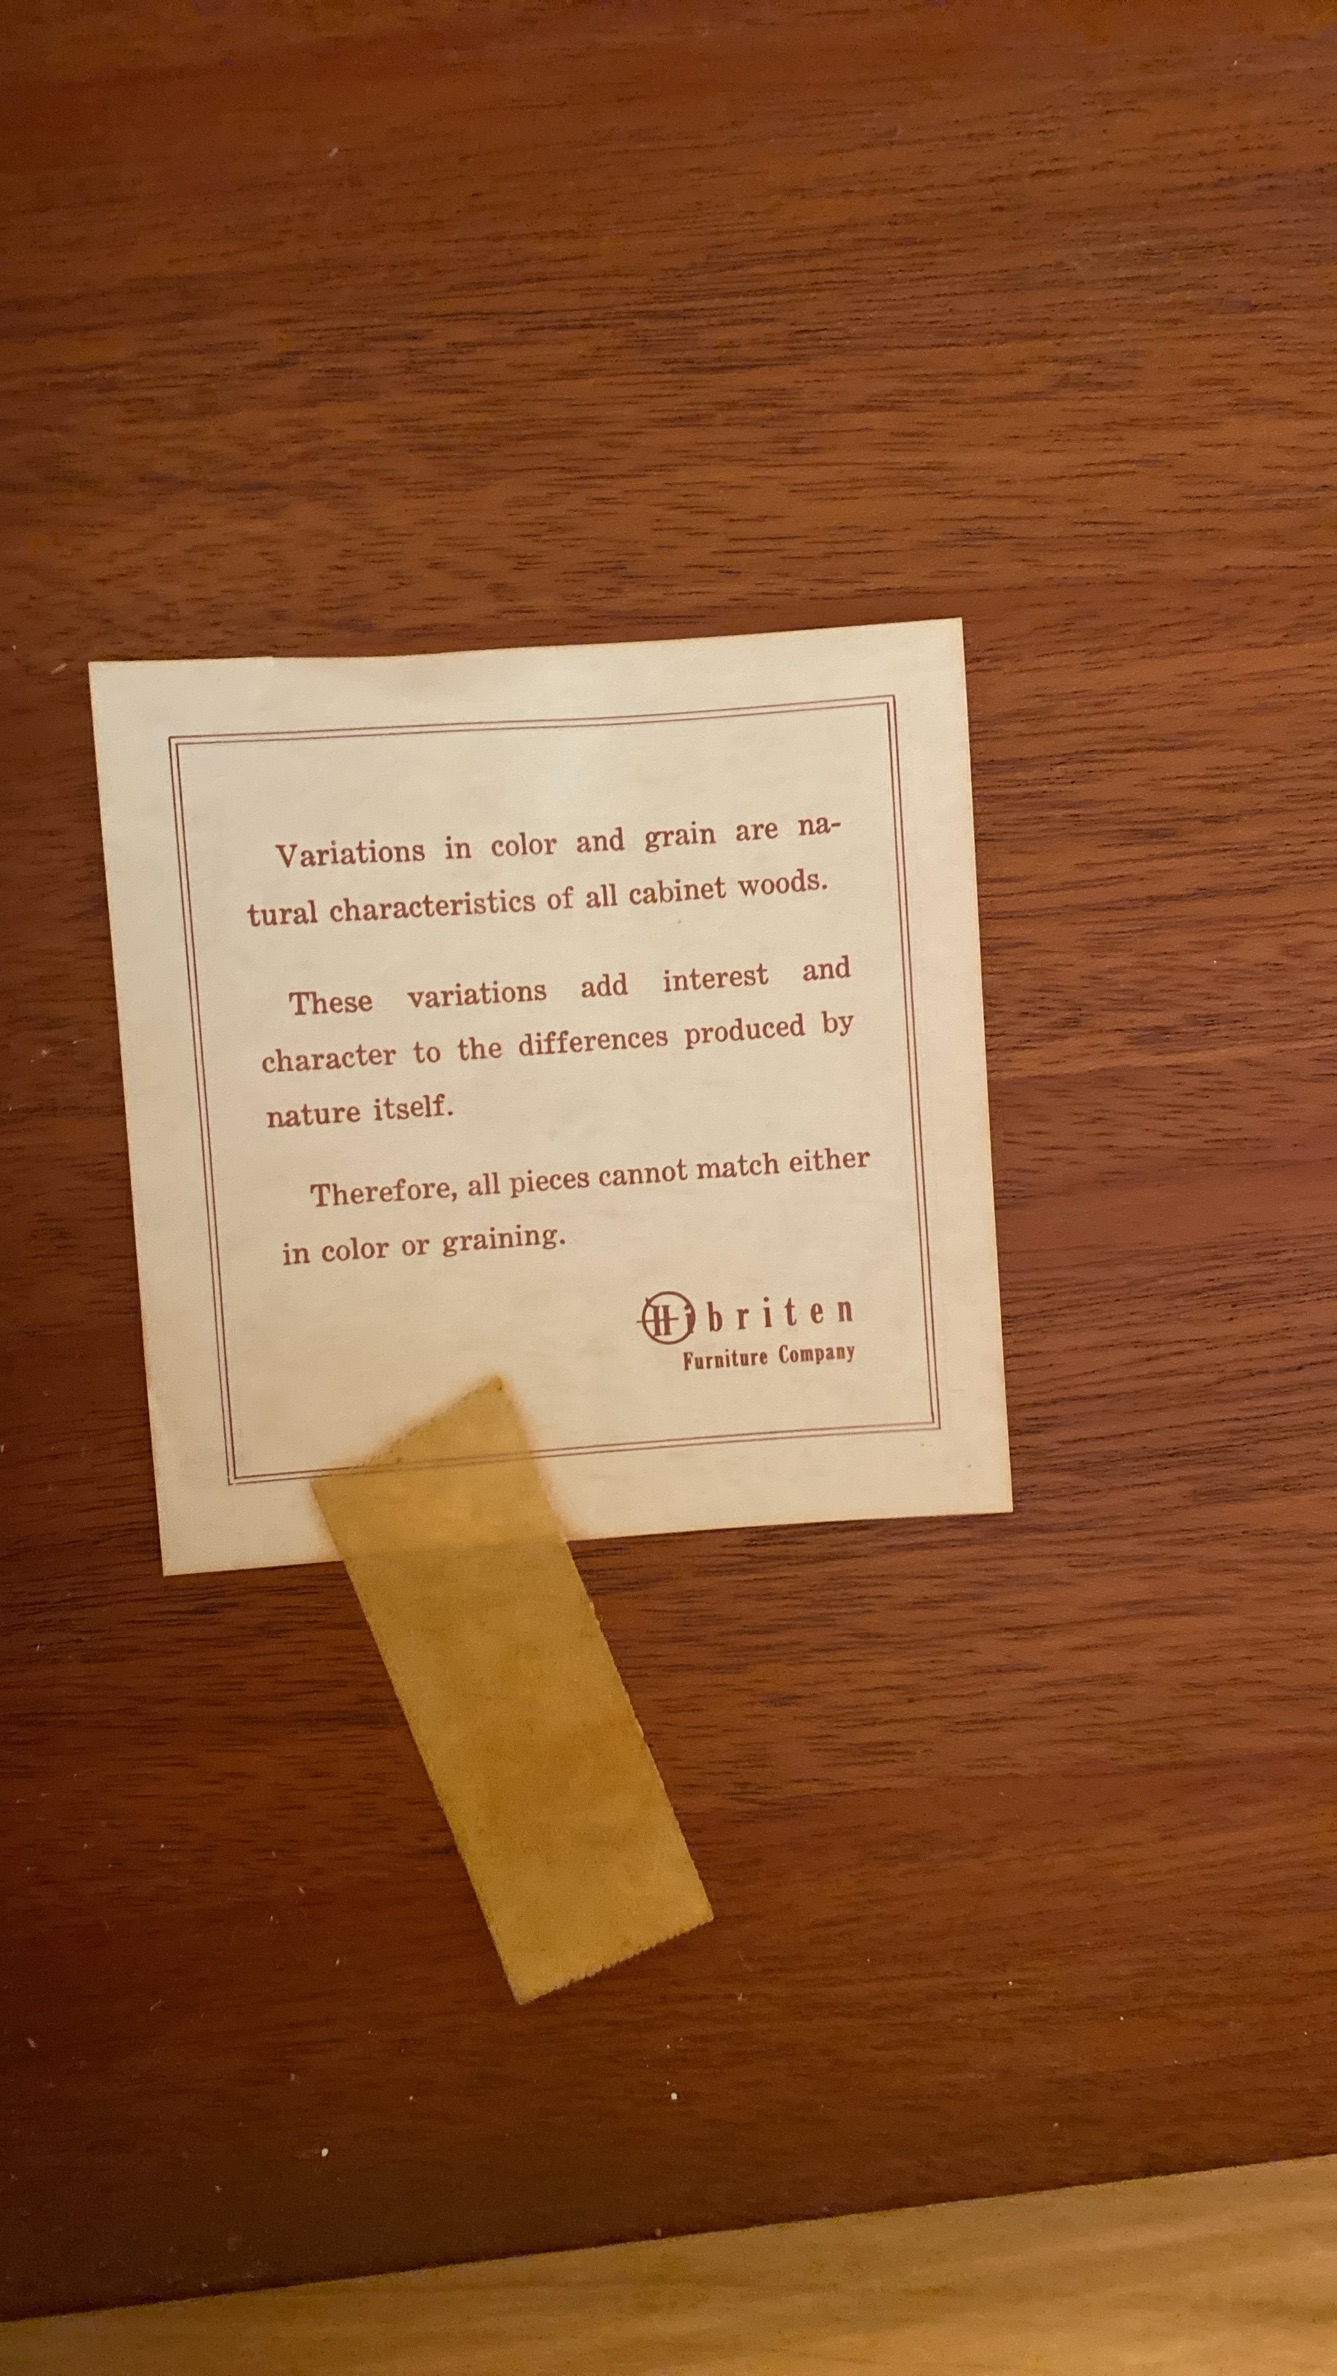 Variations in color and grain are na-
tural characteristics of all cabinet woods.
These variations add interest and
character to the differences produced by
nature itself.
Therefore, all pieces cannot match either
in color or graining.
Hibriten
Furniture Company